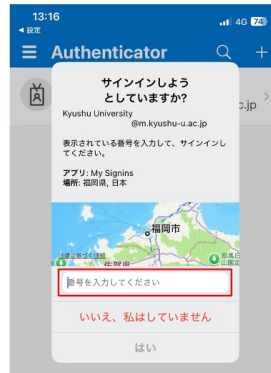 13:16
4G 74
◀ 設定
Authenticator
サインインしよう
としていますか?
Kyushu University
@m.kyushu-u.ac.jp
c.jp
表示されている番号を入力して、サインインし
てください。
アプリ: My Signins
場所: 福岡県, 日本
福岡市
佐賀県
番号を入力してください
いいえ、私はしていません
はい